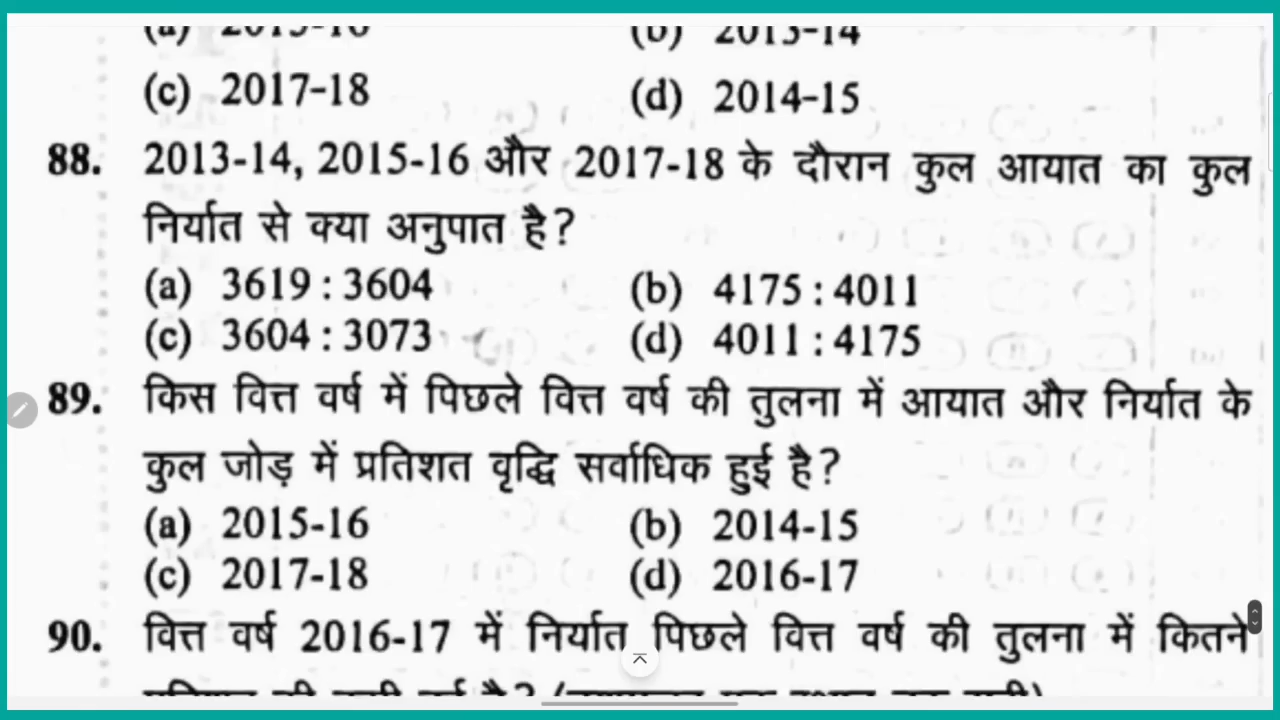 (c) 2017-18 (d) 2014-15
88. 2013-14, 2015-16 और 2017-18 के दौरान कुल आयात का कुल
निर्यात से क्या अनुपात है?
(a) 3619 : 3604 (b) 4175 : 4011
(c) 3604 : 3073 (d) 4011 : 4175
89. किस वित्त वर्ष में पिछले वित्त वर्ष की तुलना में आयात और निर्यात के
कुल जोड़ में प्रतिशत वृद्धि सर्वाधिक हुई है?
(a) 2015-16 (b) 2014-15
(c) 2017-18 (d) 2016-17
90. वित्त वर्ष 2016-17 में निर्यात पिछले वित्त वर्ष की तुलना में कितने